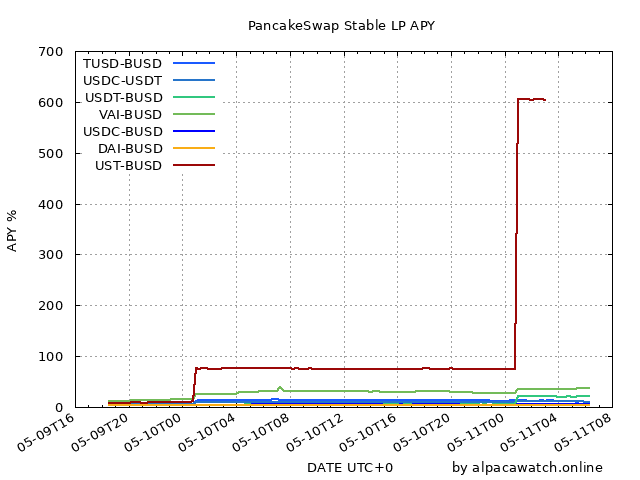 PancakeSwap Stable LP APY
700
600
500
400
300
200
100
0
APY %
TUSD-BUSD
USDC-USDT
USDT-BUSD
VAI-BUSD
USDC-BUSD
DAI-BUSD
UST-BUSD
05-09T16
05-09T20
05-10T00
05-10T04
05-10T08
05-10T12
05-10T16
05-10T20
05-11T00
05-11T04
05-11T08
DATE UTC+0
by alpacawatch.online